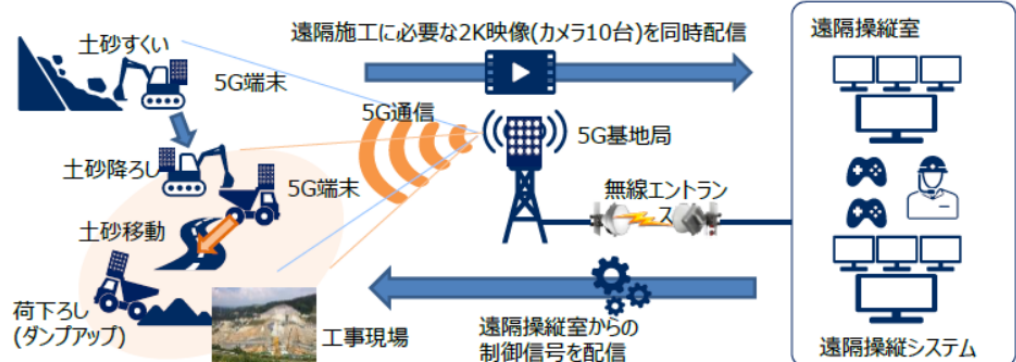 土砂すくい
5G端末
遠隔施工に必要な2K映像(カメラ10台)を同時配信
5G通信
5G基地局
土砂降ろし
5G端末
土砂移動
無線エントラン
ス
荷下ろし
(ダンプアップ)
工事現場
遠隔操縦室からの
制御信号を配信
遠隔操縦室
遠隔操縦システム